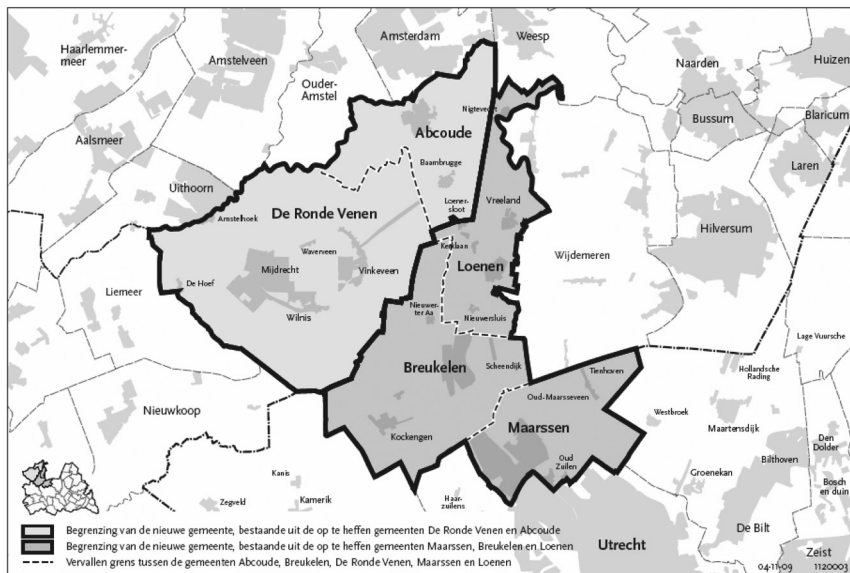 Haarlemmer-
meer
Amstelveen
Amsterdam
Weesp
Ouder-
Amstel
Naarden
Huizen
Bussum
Blaricum
Laren
Aalsmeer
Abcoude
Nigtevecht
Baambrugge
Uithoorn
De Ronde Venen
Amstelhoek
Loener-
sloot
Vreeland
Hilversum
Waverveen
Kerklaan
Mijdrecht
Vinkeveen
Loenen
Wijdemeren
De Hoef
Liemeer
Wilnis
Nieuwer-
ter Aa
Nieuwersluis
Lage Vuursche
Breukelen
Scheendijk
Tienhoven
Hollandsche
Rading
Oud-Maarsseveen
Nieuwkoop
Westbroek
Maarssen
Maartensdijk
Kockengen
Den
Dolder
Oud
Zuilen
Bilthoven
Groenekan
Kanis
Bosch
en duin
Zegveld
Kamerik
Haar-
zuilens
De Bilt
Utrecht
Zeist
Begrenzing van de nieuwe gemeente, bestaande uit de op te heffen gemeenten De Ronde Venen en Abcoude
Begrenzing van de nieuwe gemeente, bestaande uit de op te heffen gemeenten Maarssen, Breukelen en Loenen
Vervallen grens tussen de gemeenten Abcoude, Breukelen, De Ronde Venen, Maarssen en Loenen
04-11-09
1120003